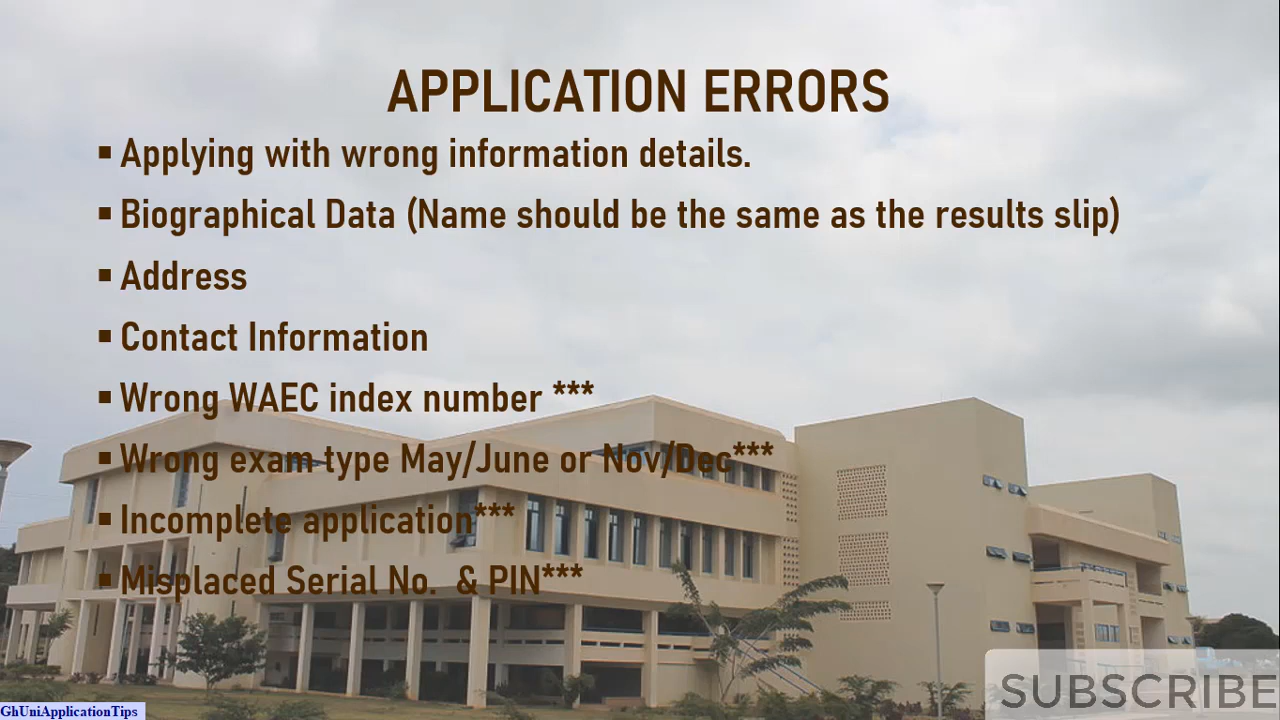 APPLICATION ERRORS
▪ Applying with wrong information details.
▪ Biographical Data (Name should be the same as the results slip)
▪ Address
▪ Contact Information
▪ Wrong WAEC index number ***
▪ Wrong exam type May/June or Nov/Dec***
▪ Incomplete application***
▪ Misplaced Serial No.  & PIN***
SUBSCRIBE
GhUniApplicationTips